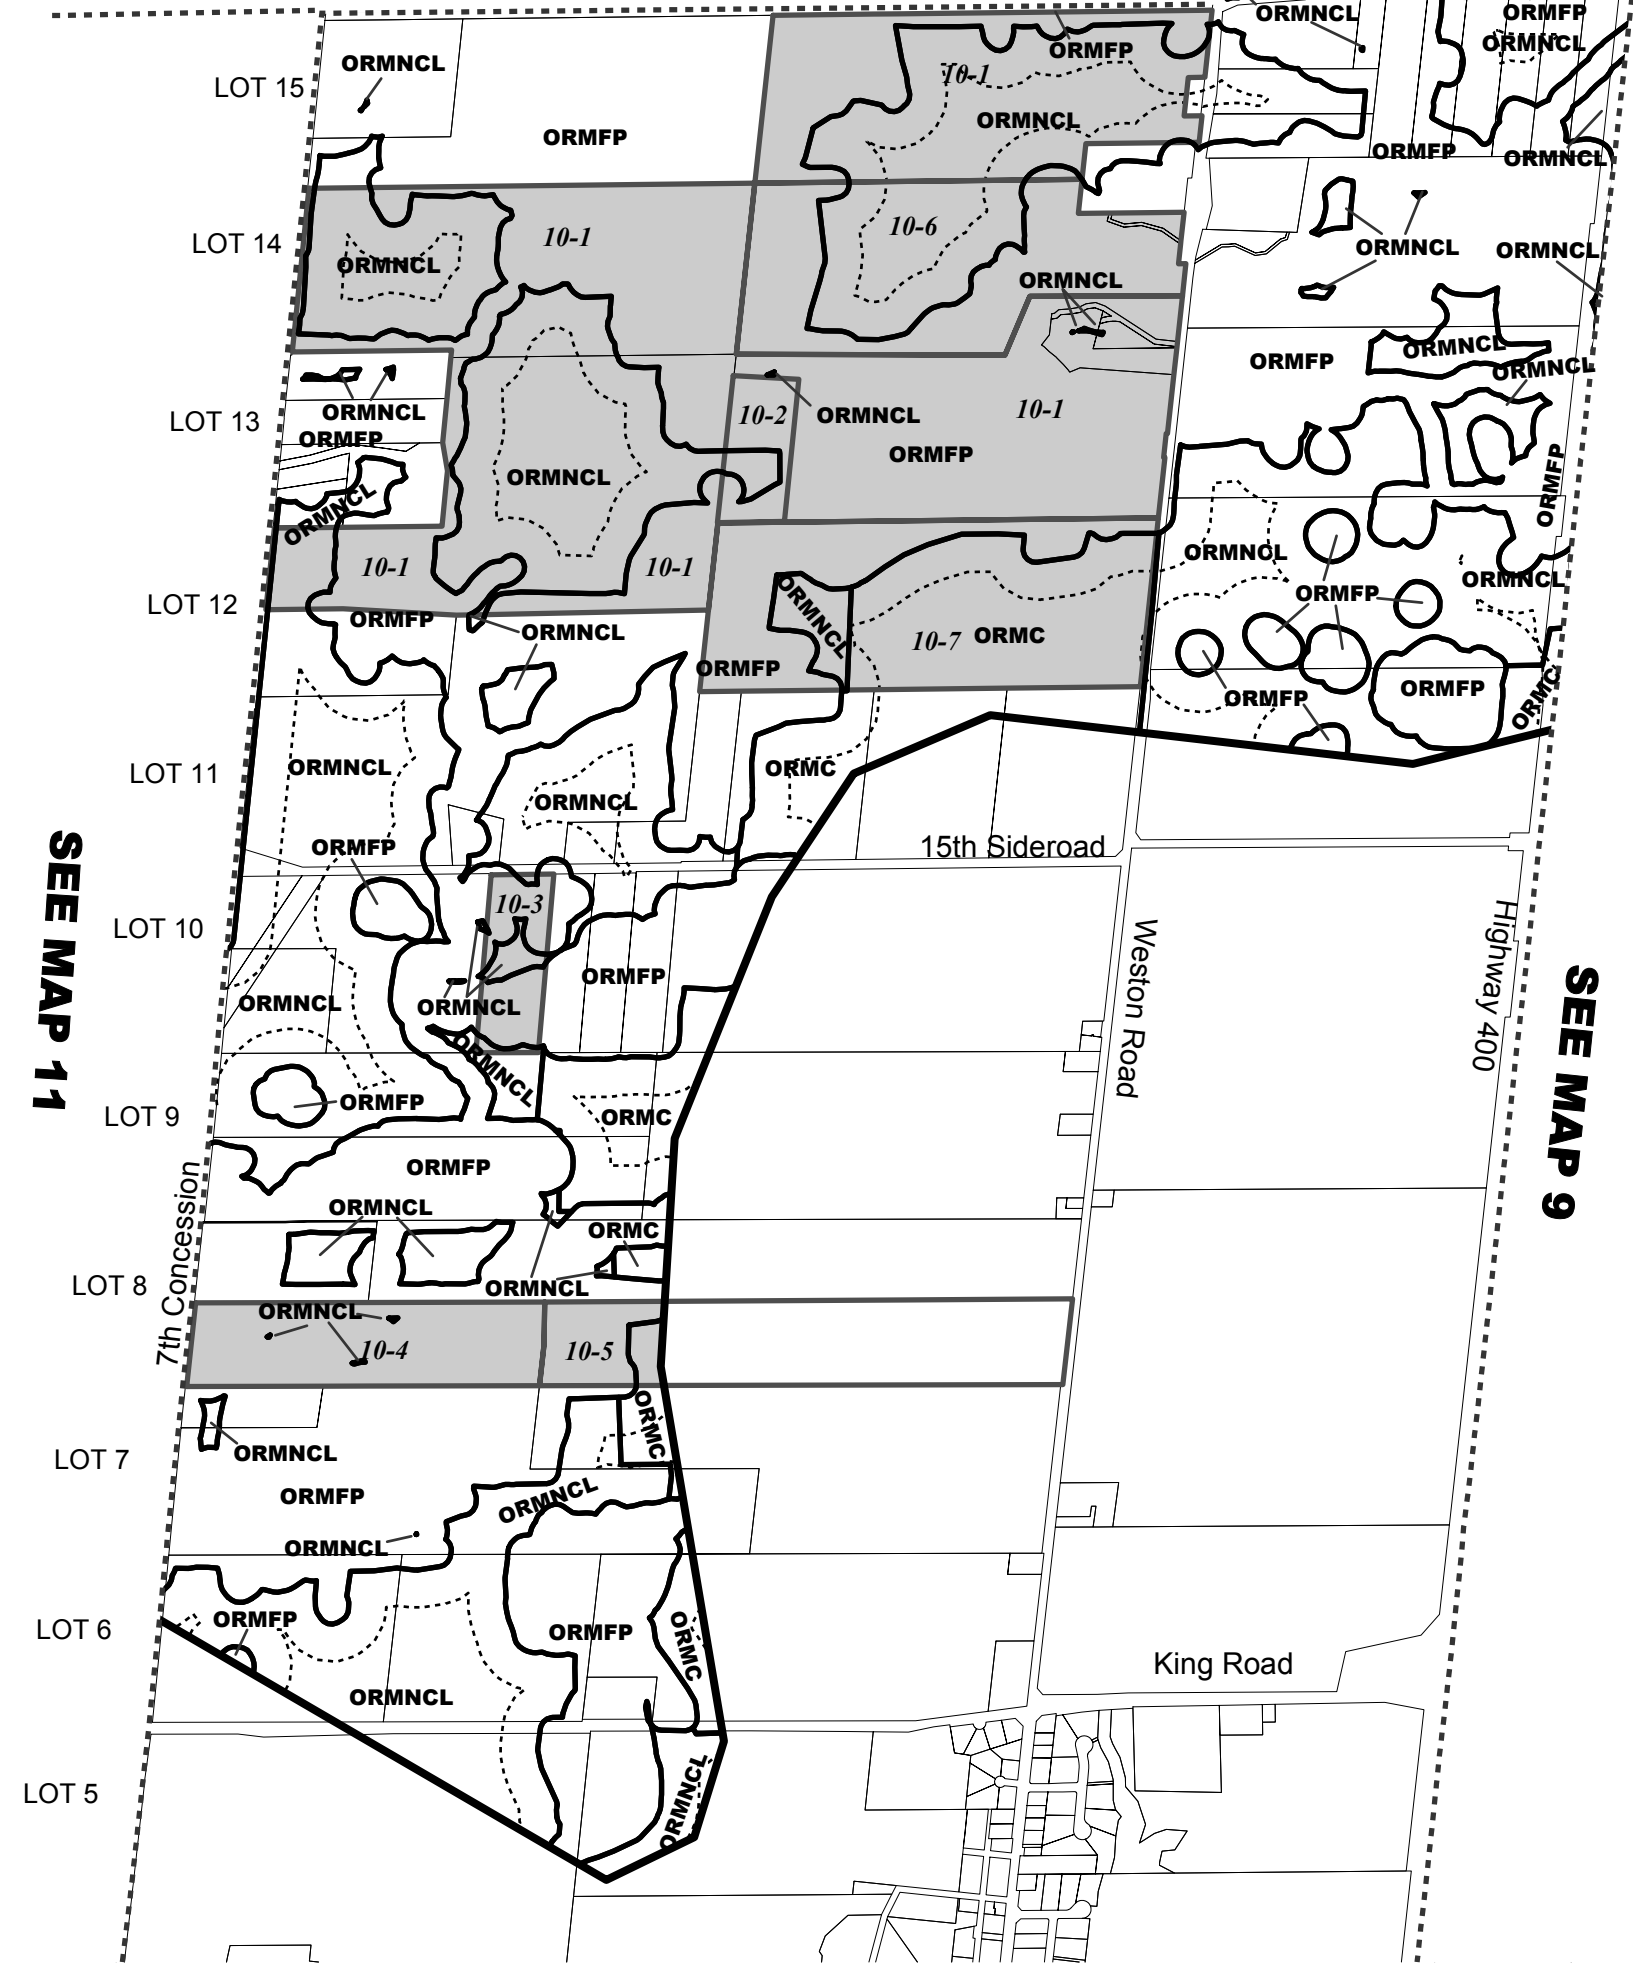 ORMNCL
ORMFP
ORMNCL
ORMFP
ORMNCL
LOT 15
10-1
ORMNCL
ORMFP
ORMFP
ORMNCL
LOT 14
10-1
10-6
ORMNCL
ORMNCL
ORMNCL
ORMNCL
ORMFP
ORMNCL
ORMNCL
LOT 13
ORMNCL
10-2
ORMNCL
10-1
ORMFP
ORMFP
ORMNCL
ORMNCL
ORMFP
10-1
10-1
ORMNCL
ORMNCL
LOT 12
ORMFP
ORMNCL
ORMNCL
10-7
ORMC
ORMFP
ORMFP
ORMFP
ORMFP
ORMC
LOT 11
ORMNCL
ORMC
ORMNCL
15th Sideroad
ORMFP
SEE MAP 11
LOT 10
10-3
ORMFP
ORMNCL
ORMNCL
Weston Road
Highway 400
SEE MAP 9
ORMNCL
LOT 9
ORMFP
ORMC
ORMFP
7th Concession
ORMNCL
ORMC
LOT 8
ORMNCL
ORMNCL
10-4
10-5
ORMC
LOT 7
ORMNCL
ORMFP
ORMNCL
ORMNCL
LOT 6
ORMFP
ORMFP
ORMC
King Road
ORMNCL
LOT 5
ORMNCL